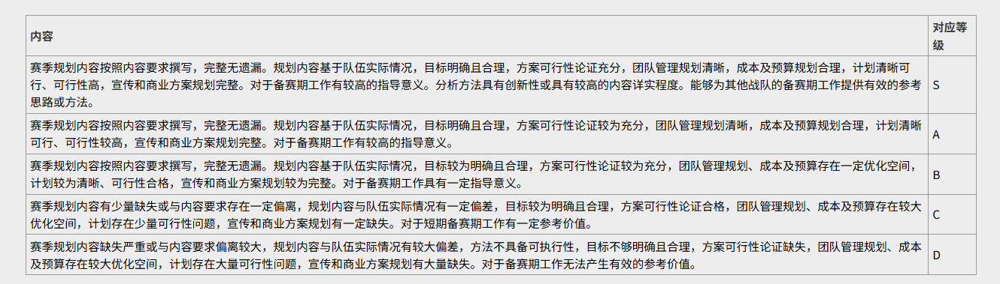 内容
对应等
级
赛季规划内容按照内容要求撰写，完整无遗漏。规划内容基于队伍实际情况，目标明确且合理，方案可行性论证充分，团队管理规划清晰，成本及预算规划合理，计划清晰可
行、可行性高，宣传和商业方案规划完整。对于备赛期工作有较高的指导意义。分析方法具有创新性或具有较高的内容详实程度。能够为其他战队的备赛期工作提供有效的参考
思路或方法。
S
赛季规划内容按照内容要求撰写，完整无遗漏。规划内容基于队伍实际情况，目标明确且合理，方案可行性论证较为充分，团队管理规划清晰，成本及预算规划合理，计划清晰
可行、可行性较高，宣传和商业方案规划完整。对于备赛期工作有较高的指导意义。
A
赛季规划内容按照内容要求撰写，完整无遗漏。规划内容基于队伍实际情况，目标较为明确且合理，方案可行性论证较为充分，团队管理规划、成本及预算存在一定优化空间，
计划较为清晰、可行性合格，宣传和商业方案规划较为完整。对于备赛期工作具有一定指导意义。
B
赛季规划内容有少量缺失或与内容要求存在一定偏离，规划内容与队伍实际情况有一定偏差，目标较为明确且合理，方案可行性论证合格，团队管理规划、成本及预算存在较大
优化空间，计划存在少量可行性问题，宣传和商业方案规划有一定缺失。对于短期备赛期工作有一定参考价值。
C
赛季规划内容缺失严重或与内容要求偏离较大，规划内容与队伍实际情况有较大偏差，方法不具备可执行性，目标不够明确且合理，方案可行性论证缺失，团队管理规划、成本
及预算存在较大优化空间，计划存在大量可行性问题，宣传和商业方案规划有大量缺失。对于备赛期工作无法产生有效的参考价值。
D